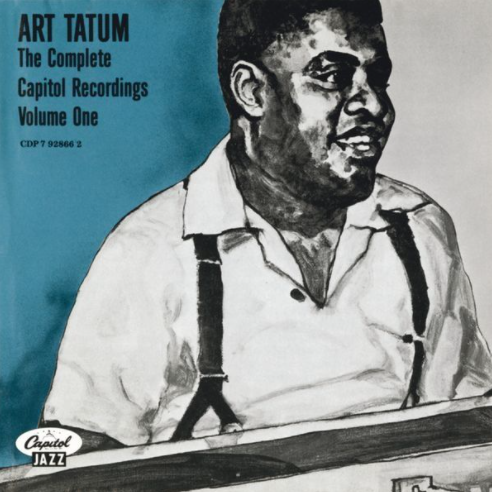 ART TATUM
The Complete
Capitol Recordings
Volume One
CDP 7 92866 2
Capitol
JAZZ